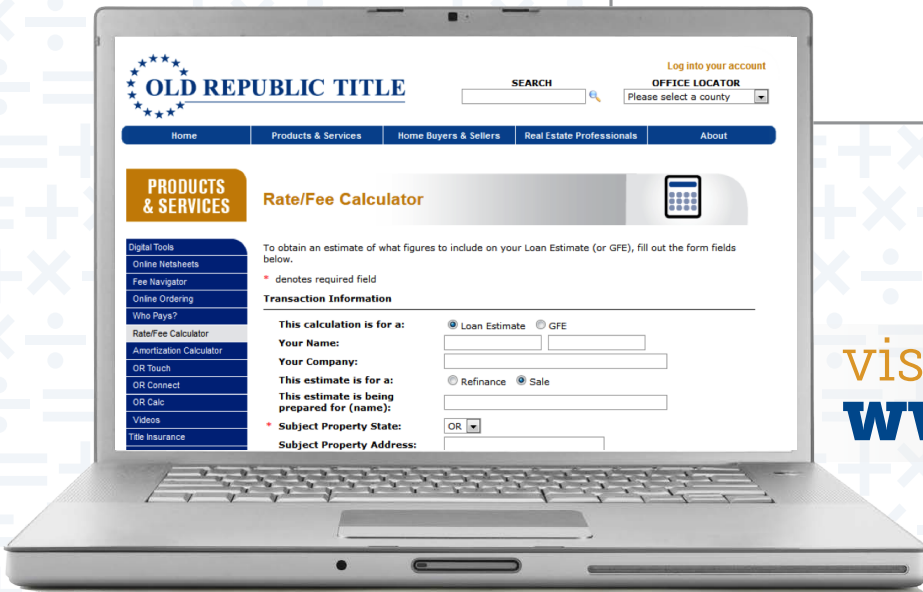 Log into your account
OLD REPUBLIC TITLE
SEARCH
OFFICE LOCATOR
Please select a county
Home
Products & Services
Home Buyers & Sellers
Real Estate Professionals
About
PRODUCTS
& SERVICES
Rate/Fee Calculator
Digital Tools
Online Netsheets
Fee Navigator
Online Ordering
Who Pays?
Rate/Fee Calculator
Amortization Calculator
OR Touch
OR Connect
OR Calc
Videos
Title Insurance
To obtain an estimate of what figures to include on your Loan Estimate (or GFE), fill out the form fields
below.
* denotes required field
Transaction Information
This calculation is for a: Loan Estimate GFE
Your Name:
Your Company:
This estimate is for a: Refinance Sale
This estimate is being
prepared for (name):
* Subject Property State: OR
Subject Property Address: